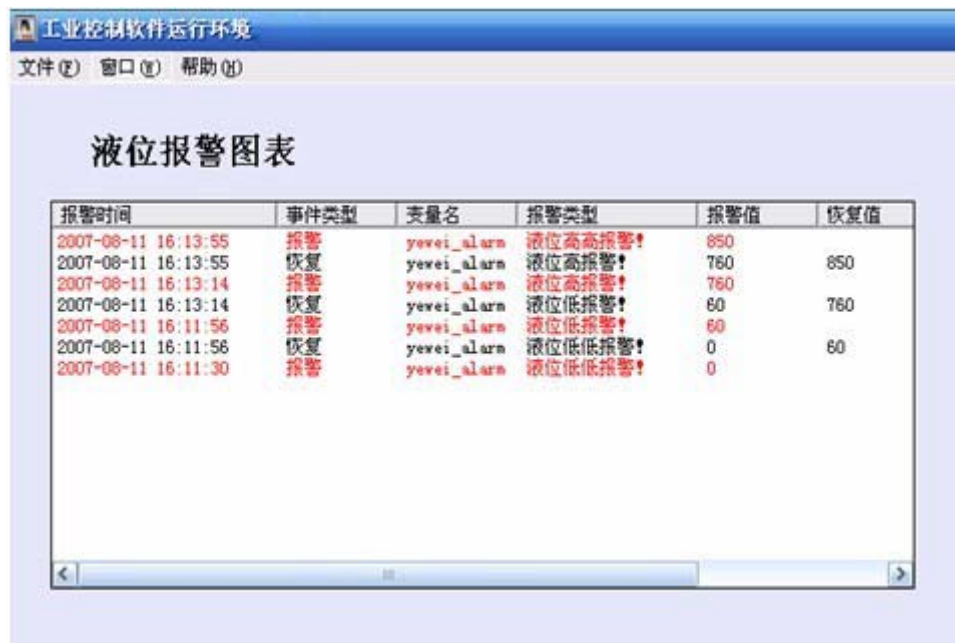 工业控制软件运行环境
文件(F) 窗口(W) 帮助(H)
液位报警图表
报警时间 事件类型 变量名 报警类型 报警值 恢复值
2007-08-11 16:13:55 报警 yewei_alarm 液位高高报警! 850
2007-08-11 16:13:55 恢复 yewei_alarm 液位高报警! 760 850
2007-08-11 16:13:14 报警 yewei_alarm 液位高报警! 760
2007-08-11 16:13:14 恢复 yewei_alarm 液位低报警! 60 760
2007-08-11 16:11:56 报警 yewei_alarm 液位低报警! 60
2007-08-11 16:11:56 恢复 yewei_alarm 液位低低报警! 0 60
2007-08-11 16:11:30 报警 yewei_alarm 液位低低报警! 0